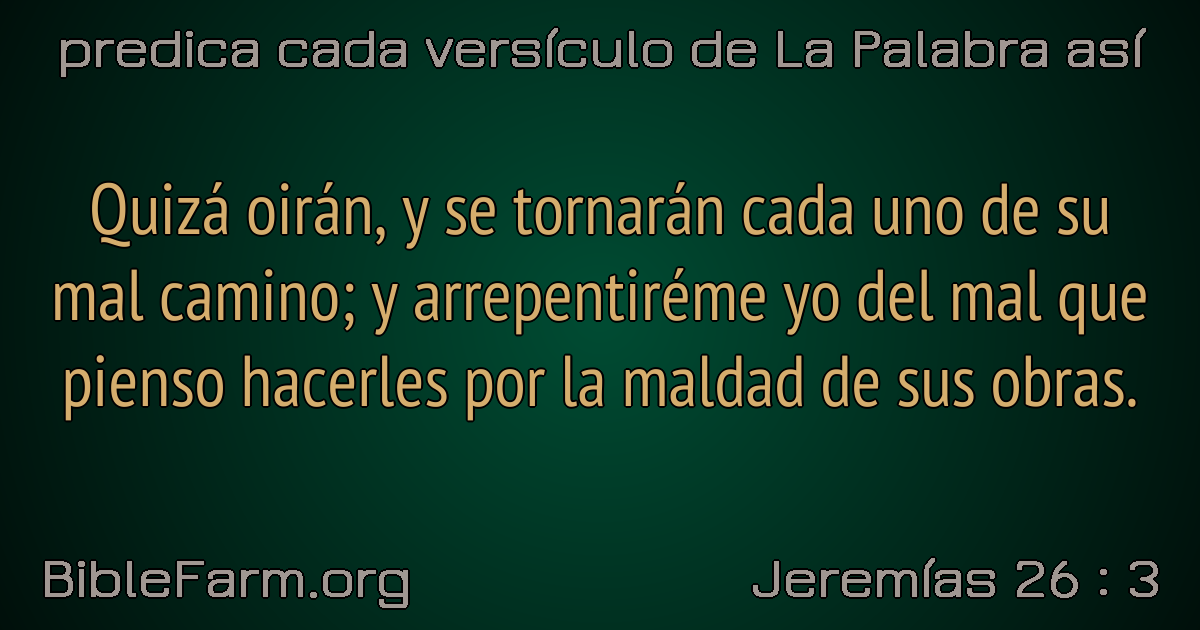 predica cada versículo de La Palabra así
Quizá oirán, y se tornarán cada uno de su
mal camino; y arrepentiréme yo del mal que
pienso hacerles por la maldad de sus obras.
BibleFarm.org
Jeremías 26 : 3